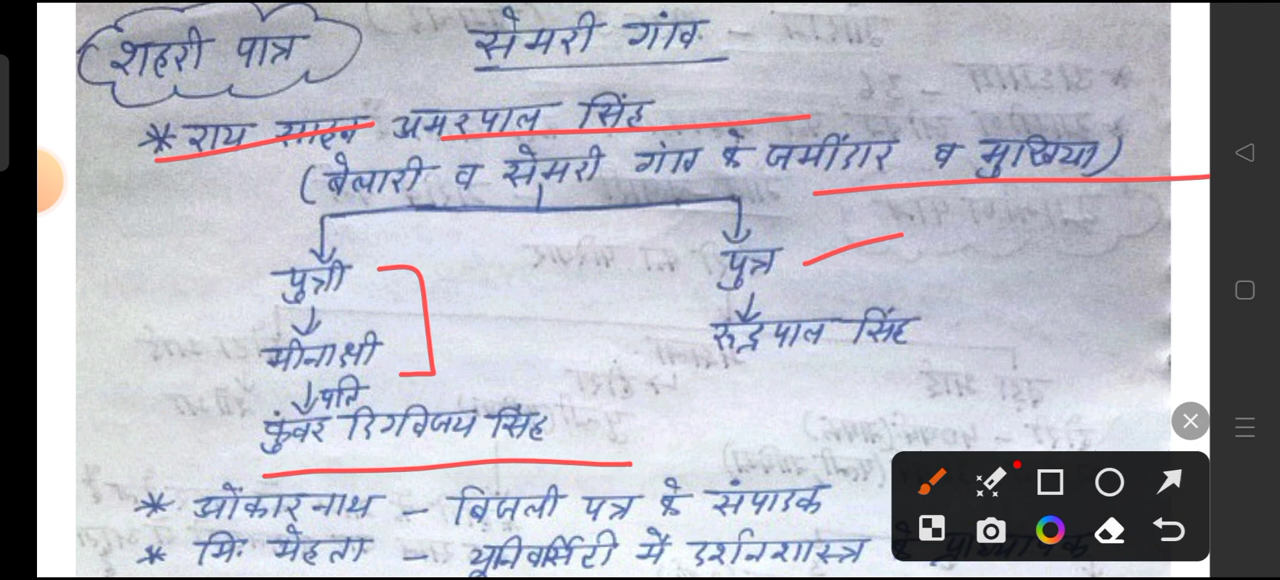 शहरी पात्र
सेमरी गांव
* राय साहब अमरपाल सिंह
(बेलारी व सेमरी गांव के जमींदार व मुखिया)
पुत्री
पुत्र
मीनाक्षी
रुद्रपाल सिंह
पति
कुंवर दिग्विजय सिंह
* ओंकारनाथ - बिजली पत्र के संपादक
* मि: मेहता - यूनिवर्सिटी में दर्शनशास्त्र